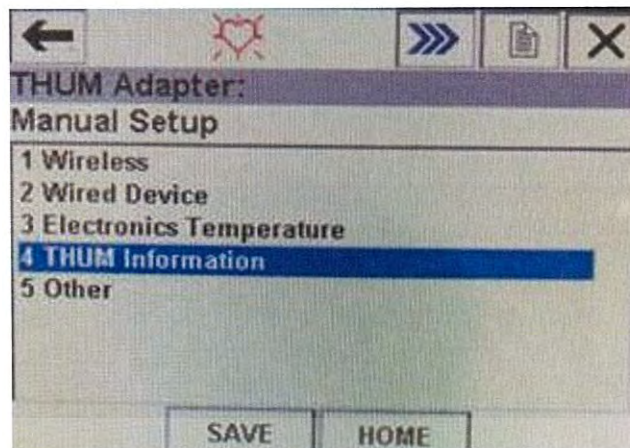 THUM Adapter:
Manual Setup
1 Wireless
2 Wired Device
3 Electronics Temperature
4 THUM Information
5 Other
SAVE HOME